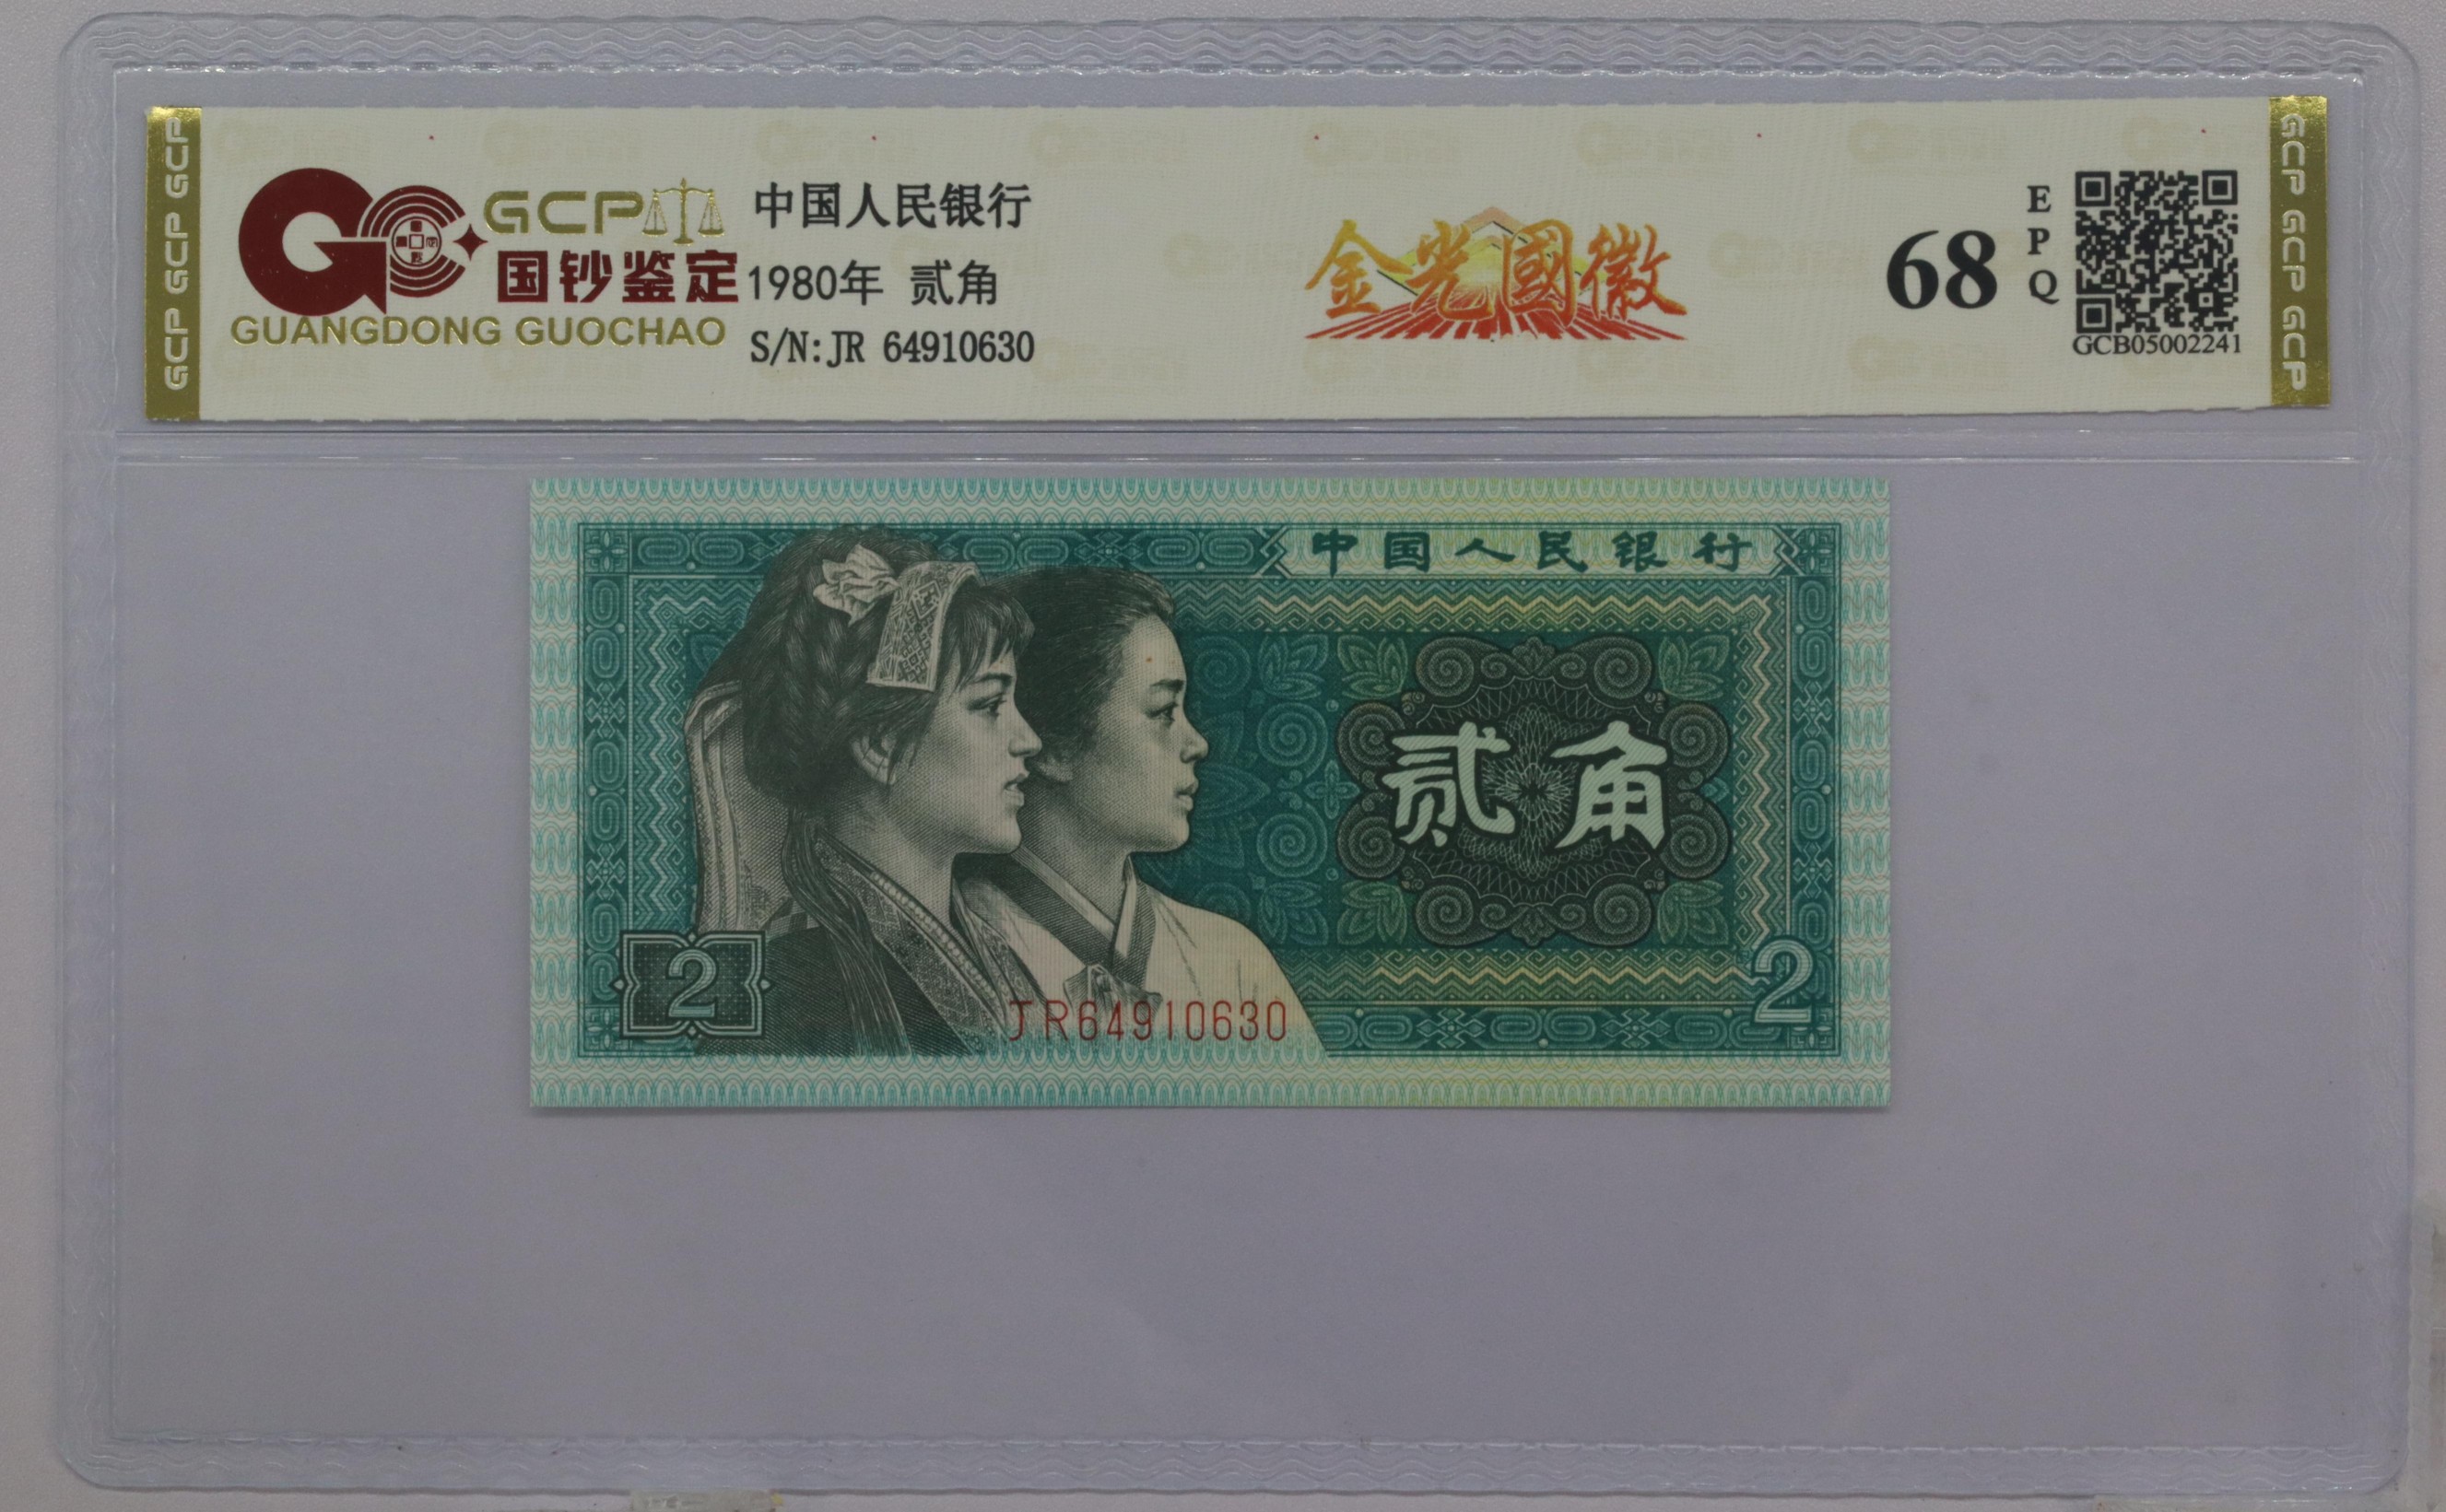 GCP GCP GCP
GCP
国钞鉴定
GUANGDONG GUOCHAO
中国人民银行
1980年 贰角
S/N:JR 64910630
金光國徽
68
EPQ
GCB05002241
GCP GCP GCP
中国人民银行
贰角
2
JR64910630
2